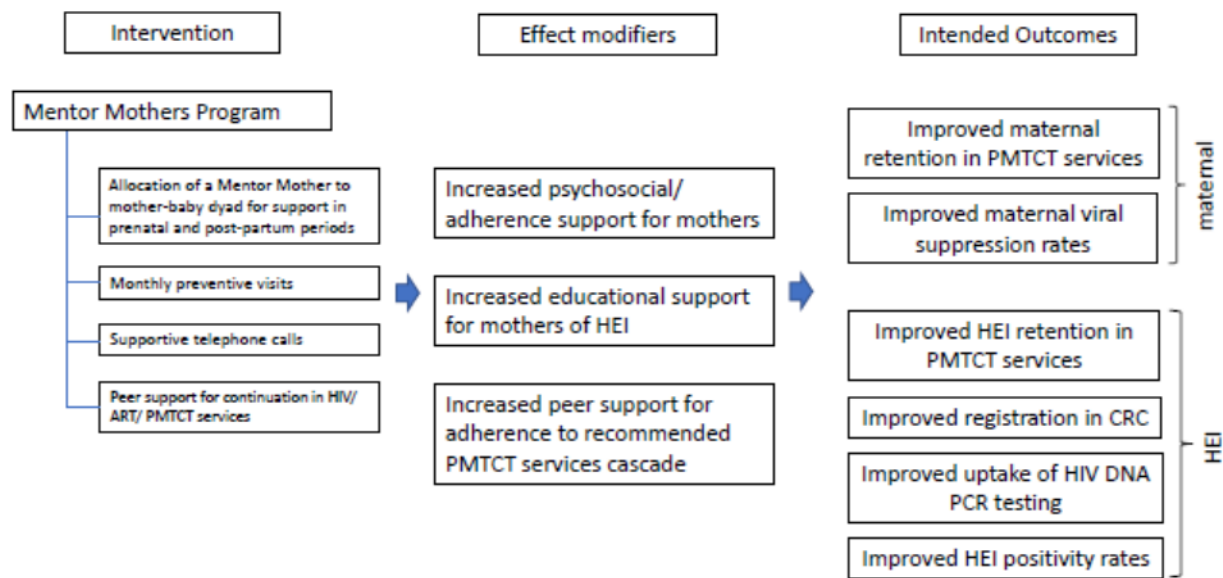 Intervention
Effect modifiers
Intended Outcomes
Mentor Mothers Program
Allocation of a Mentor Mother to
mother-baby dyad for support in
prenatal and post-partum periods
Monthly preventive visits
Supportive telephone calls
Peer support for continuation in HIV/
ART/ PMTCT services
Increased psychosocial/
adherence support for mothers
Increased educational support
for mothers of HEI
Increased peer support for
adherence to recommended
PMTCT services cascade
Improved maternal
retention in PMTCT services
Improved maternal viral
suppression rates
maternal
Improved HEI retention in
PMTCT services
Improved registration in CRC
Improved uptake of HIV DNA
PCR testing
Improved HEI positivity rates
HEI